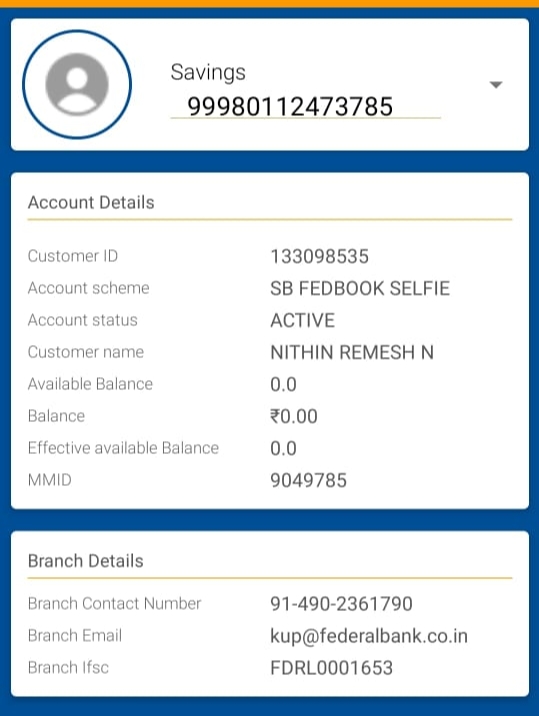 Savings
99980112473785
Account Details
Customer ID 133098535
Account scheme SB FEDBOOK SELFIE
Account status ACTIVE
Customer name NITHIN REMESH N
Available Balance 0.0
Balance ₹0.00
Effective available Balance 0.0
MMID 9049785
Branch Details
Branch Contact Number 91-490-2361790
Branch Email kup@federalbank.co.in
Branch Ifsc FDRL0001653